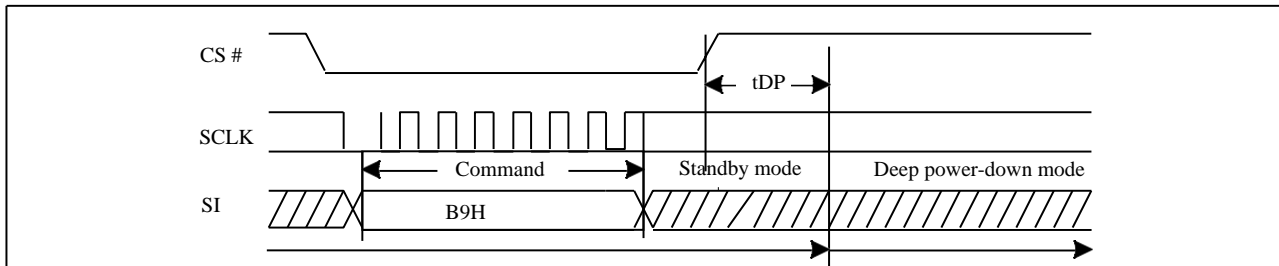 CS #
tDP
SCLK
Command Standby mode Deep power-down mode
SI
B9H